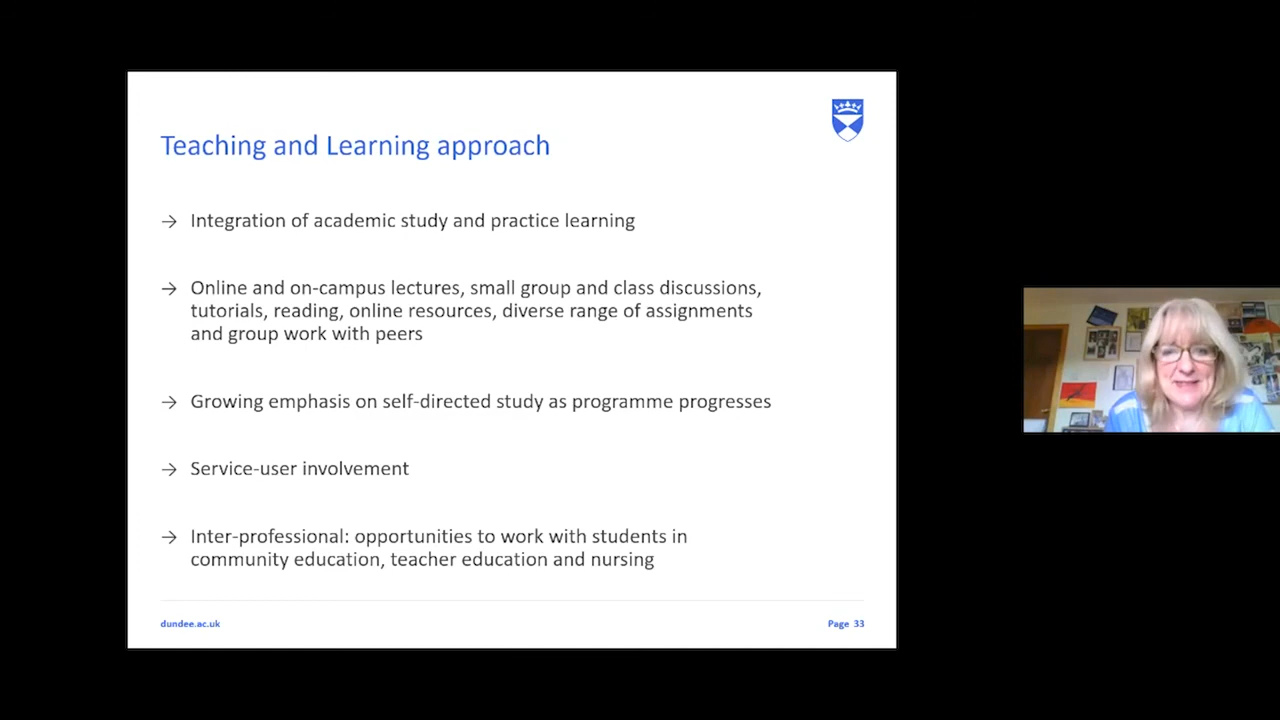 Teaching and Learning approach
→ Integration of academic study and practice learning
→ Online and on-campus lectures, small group and class discussions,
tutorials, reading, online resources, diverse range of assignments
and group work with peers
→ Growing emphasis on self-directed study as programme progresses
→ Service-user involvement
→ Inter-professional: opportunities to work with students in
community education, teacher education and nursing
dundee.ac.uk
Page 33